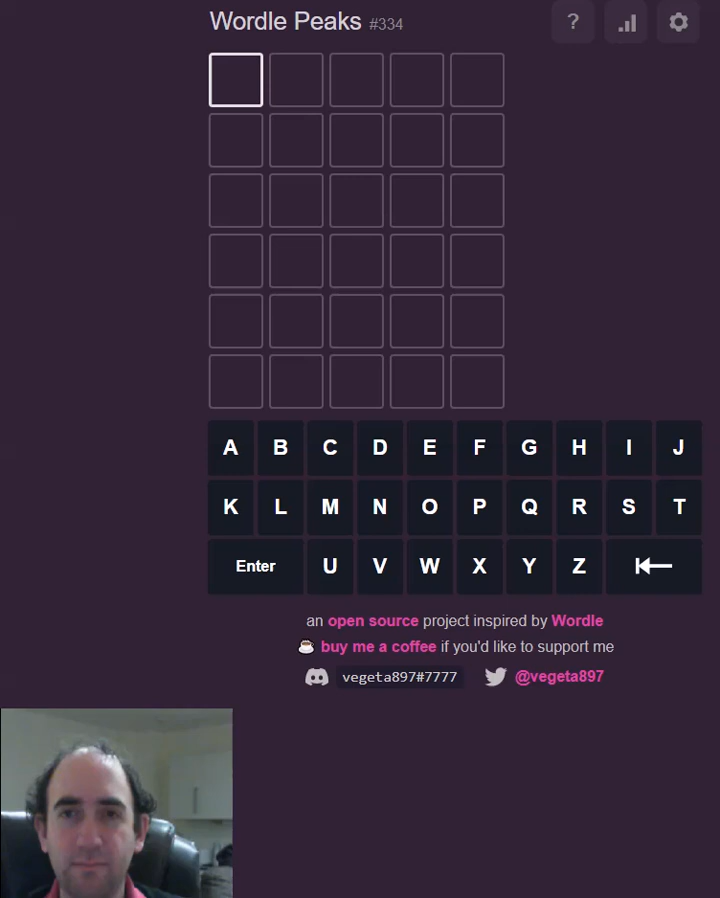 Wordle Peaks #334
?
A B C D E F G H I J
K L M N O P Q R S T
Enter U V W X Y Z
an open source project inspired by Wordle
buy me a coffee if you'd like to support me
vegeta897#7777 @vegeta897